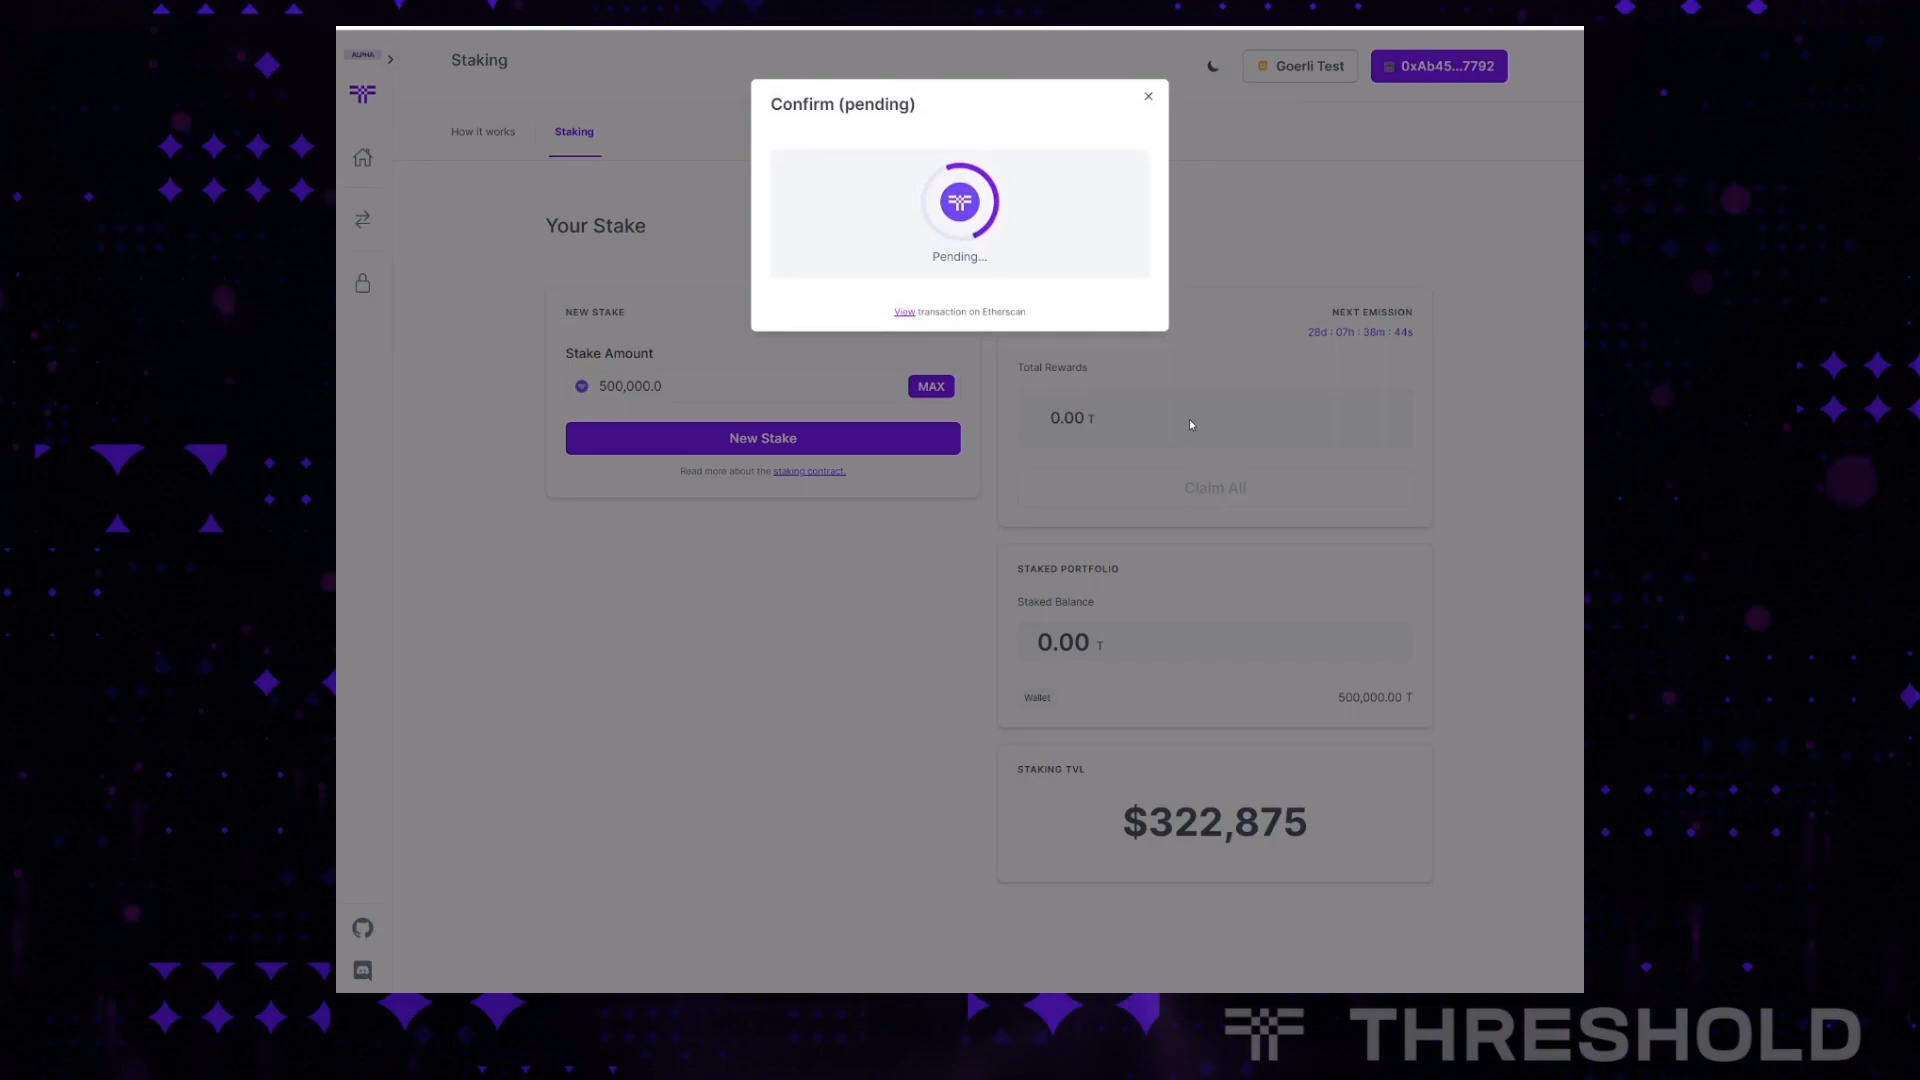 ALPHA
Staking
Goerli Test
0xAb45...7792
How it works
Staking
Confirm (pending)
Pending...
View transaction on Etherscan
Your Stake
NEW STAKE
Stake Amount
500,000.0
MAX
New Stake
Read more about the staking contract.
NEXT EMISSION
28d : 07h : 38m : 44s
Total Rewards
0.00 T
Claim All
STAKED PORTFOLIO
Staked Balance
0.00 T
Wallet
500,000.00 T
STAKING TVL
$322,875
THRESHOLD